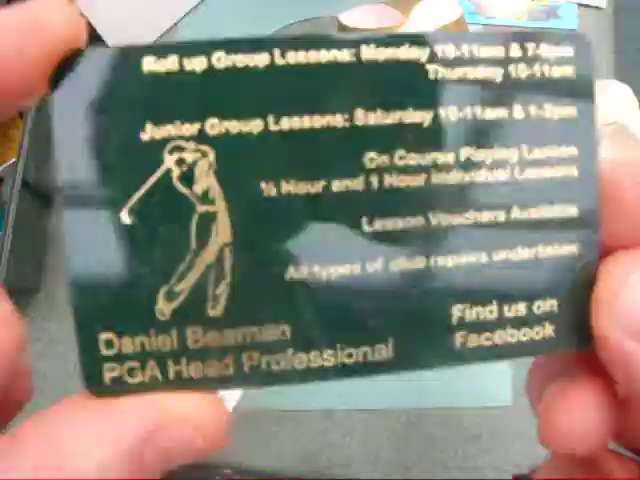 Roll up Group Lessons: Monday 10-11am & 7-8pm
Thursday 10-11am
Junior Group Lessons: Saturday 10-11am & 1-2pm
On Course Playing Lesson
½ Hour and 1 Hour Individual Lessons
Lesson Vouchers Available
All types of club repairs undertaken
Find us on
Facebook
Daniel
PGA Head Professional